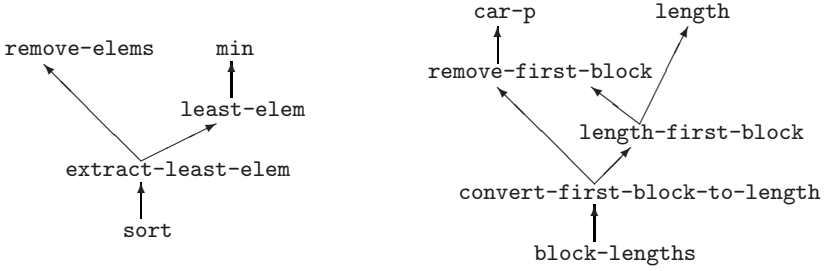 remove-elems min
least-elem
extract-least-elem
sort
car-p length
remove-first-block
length-first-block
convert-first-block-to-length
block-lengths